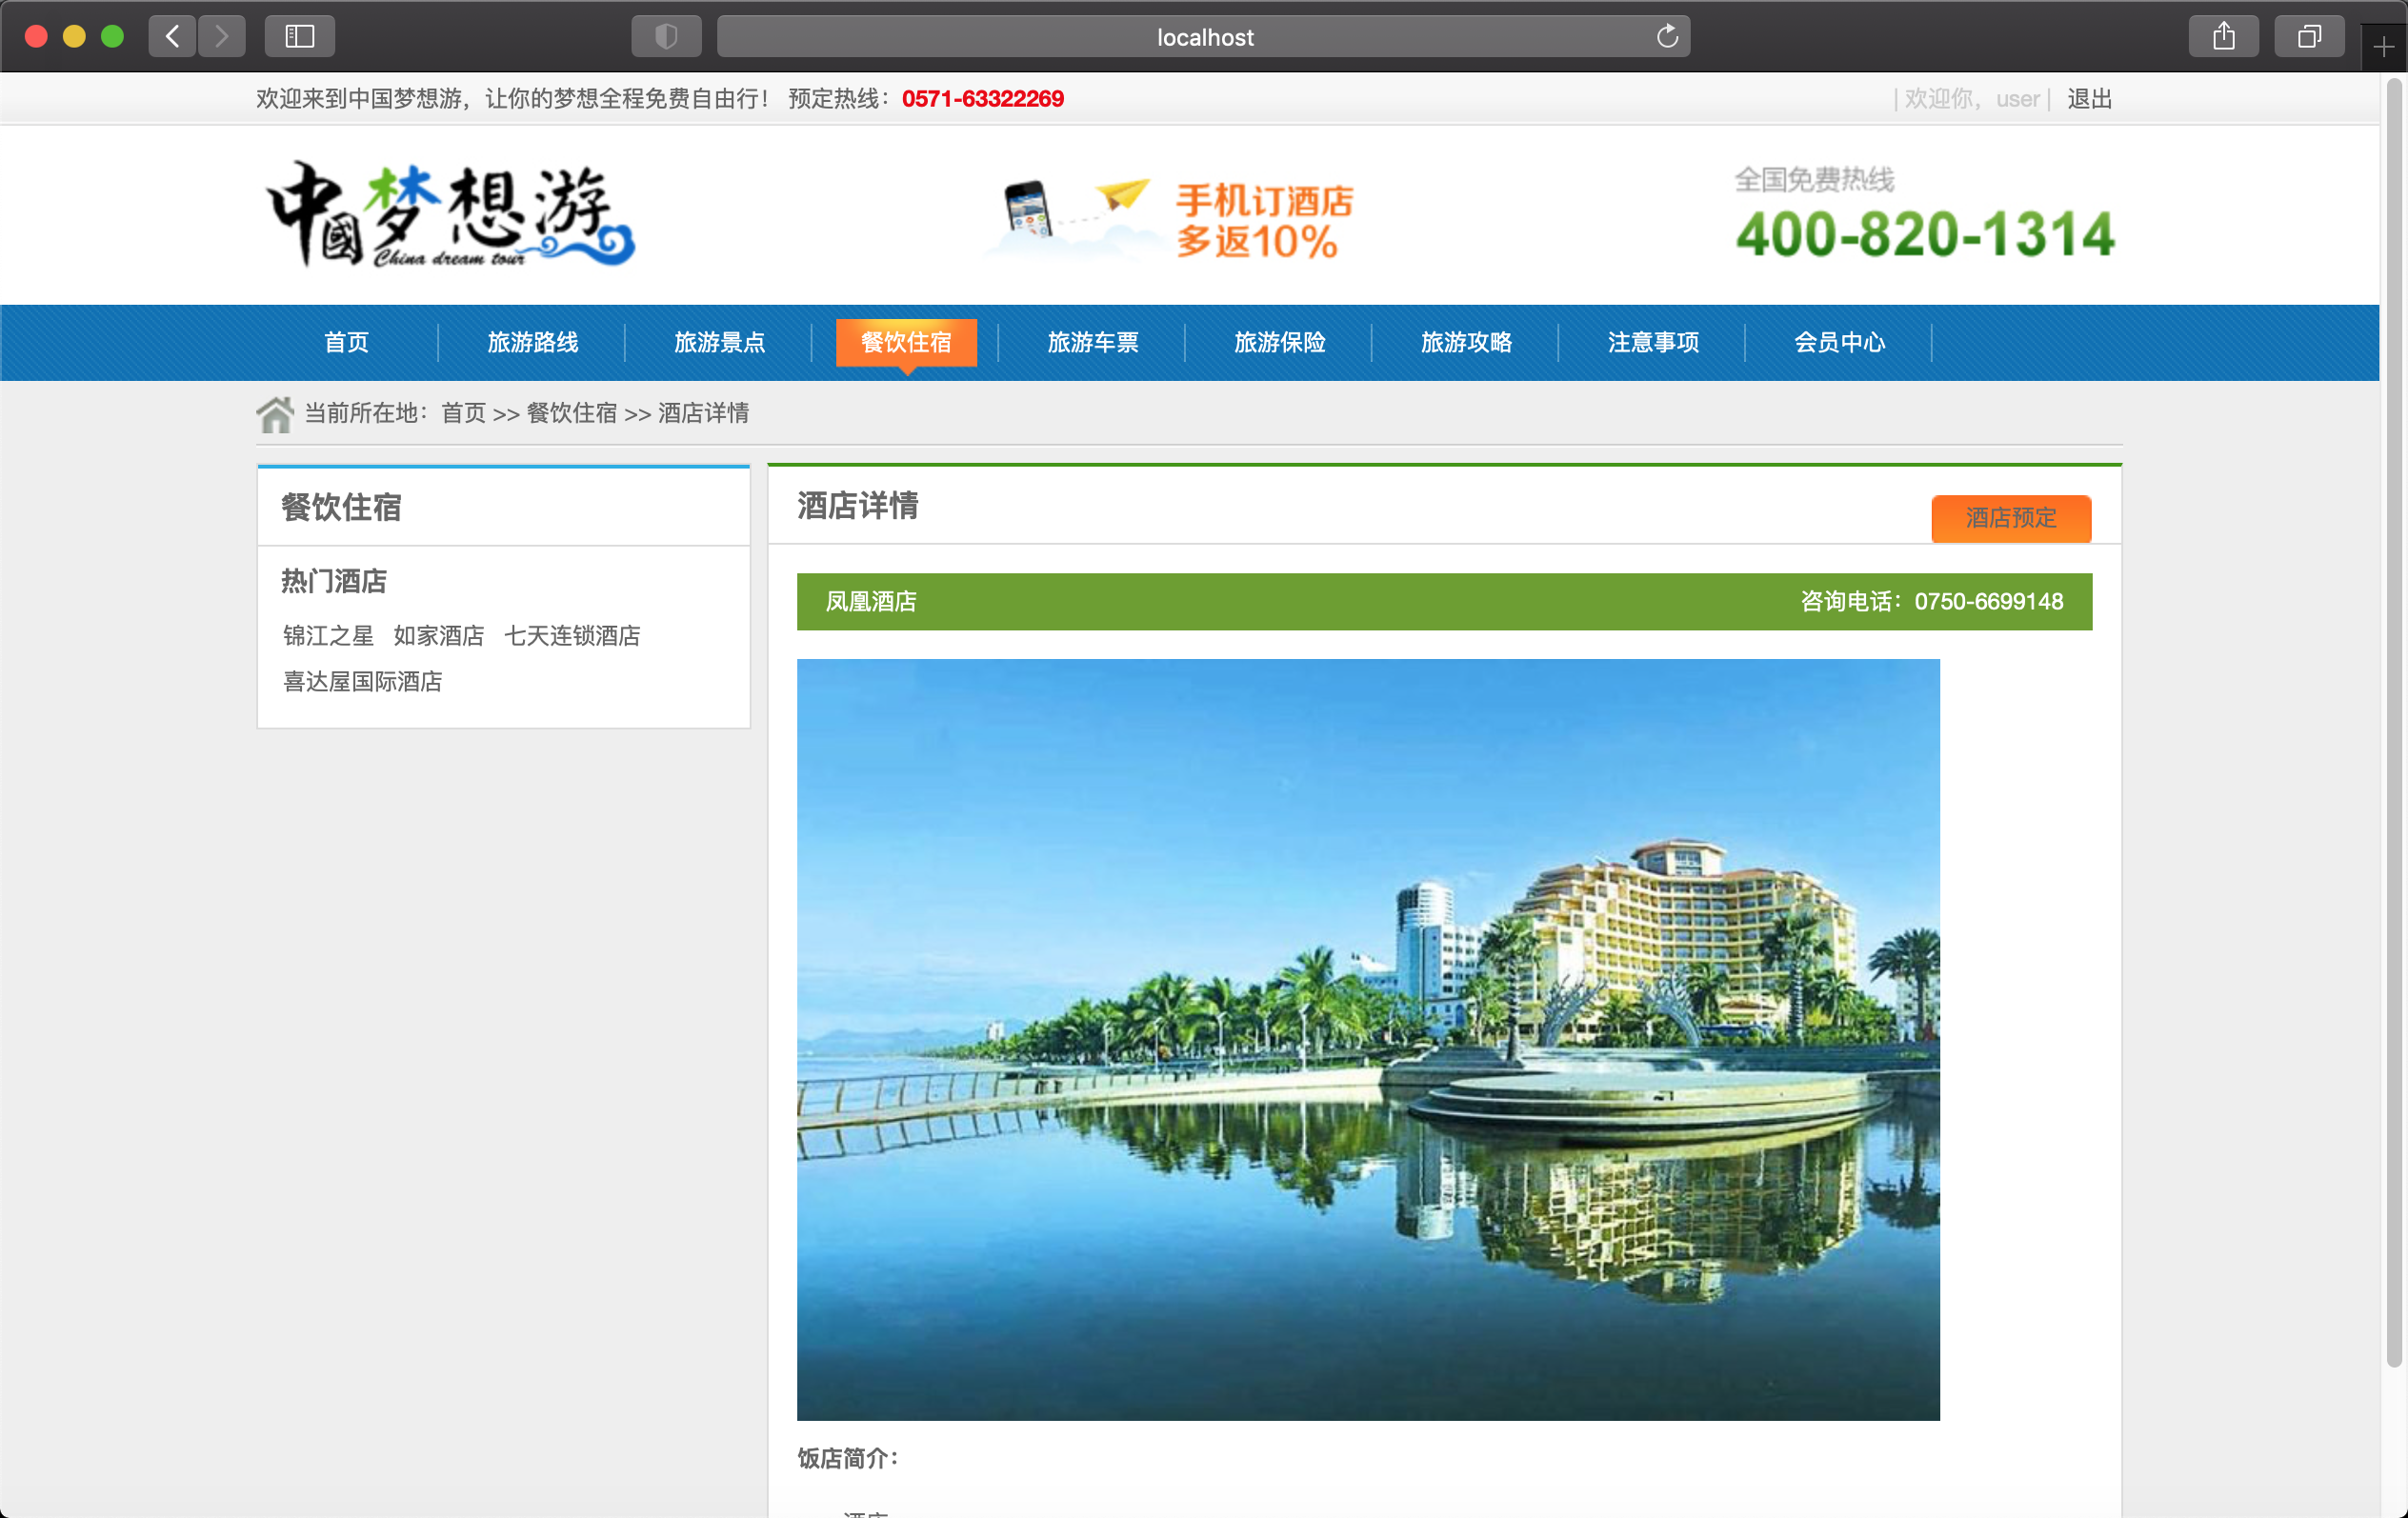 localhost
欢迎来到中国梦想游，让你的梦想全程免费自由行！ 预定热线：0571-63322269
| 欢迎你，user | 退出
中國梦想游
China dream tour
手机订酒店
多返10%
全国免费热线
400-820-1314
首页 旅游路线 旅游景点 餐饮住宿 旅游车票 旅游保险 旅游攻略 注意事项 会员中心
当前所在地：首页 >> 餐饮住宿 >> 酒店详情
餐饮住宿
热门酒店
锦江之星 如家酒店 七天连锁酒店
喜达屋国际酒店
酒店详情
酒店预定
凤凰酒店
咨询电话：0750-6699148
饭店简介：